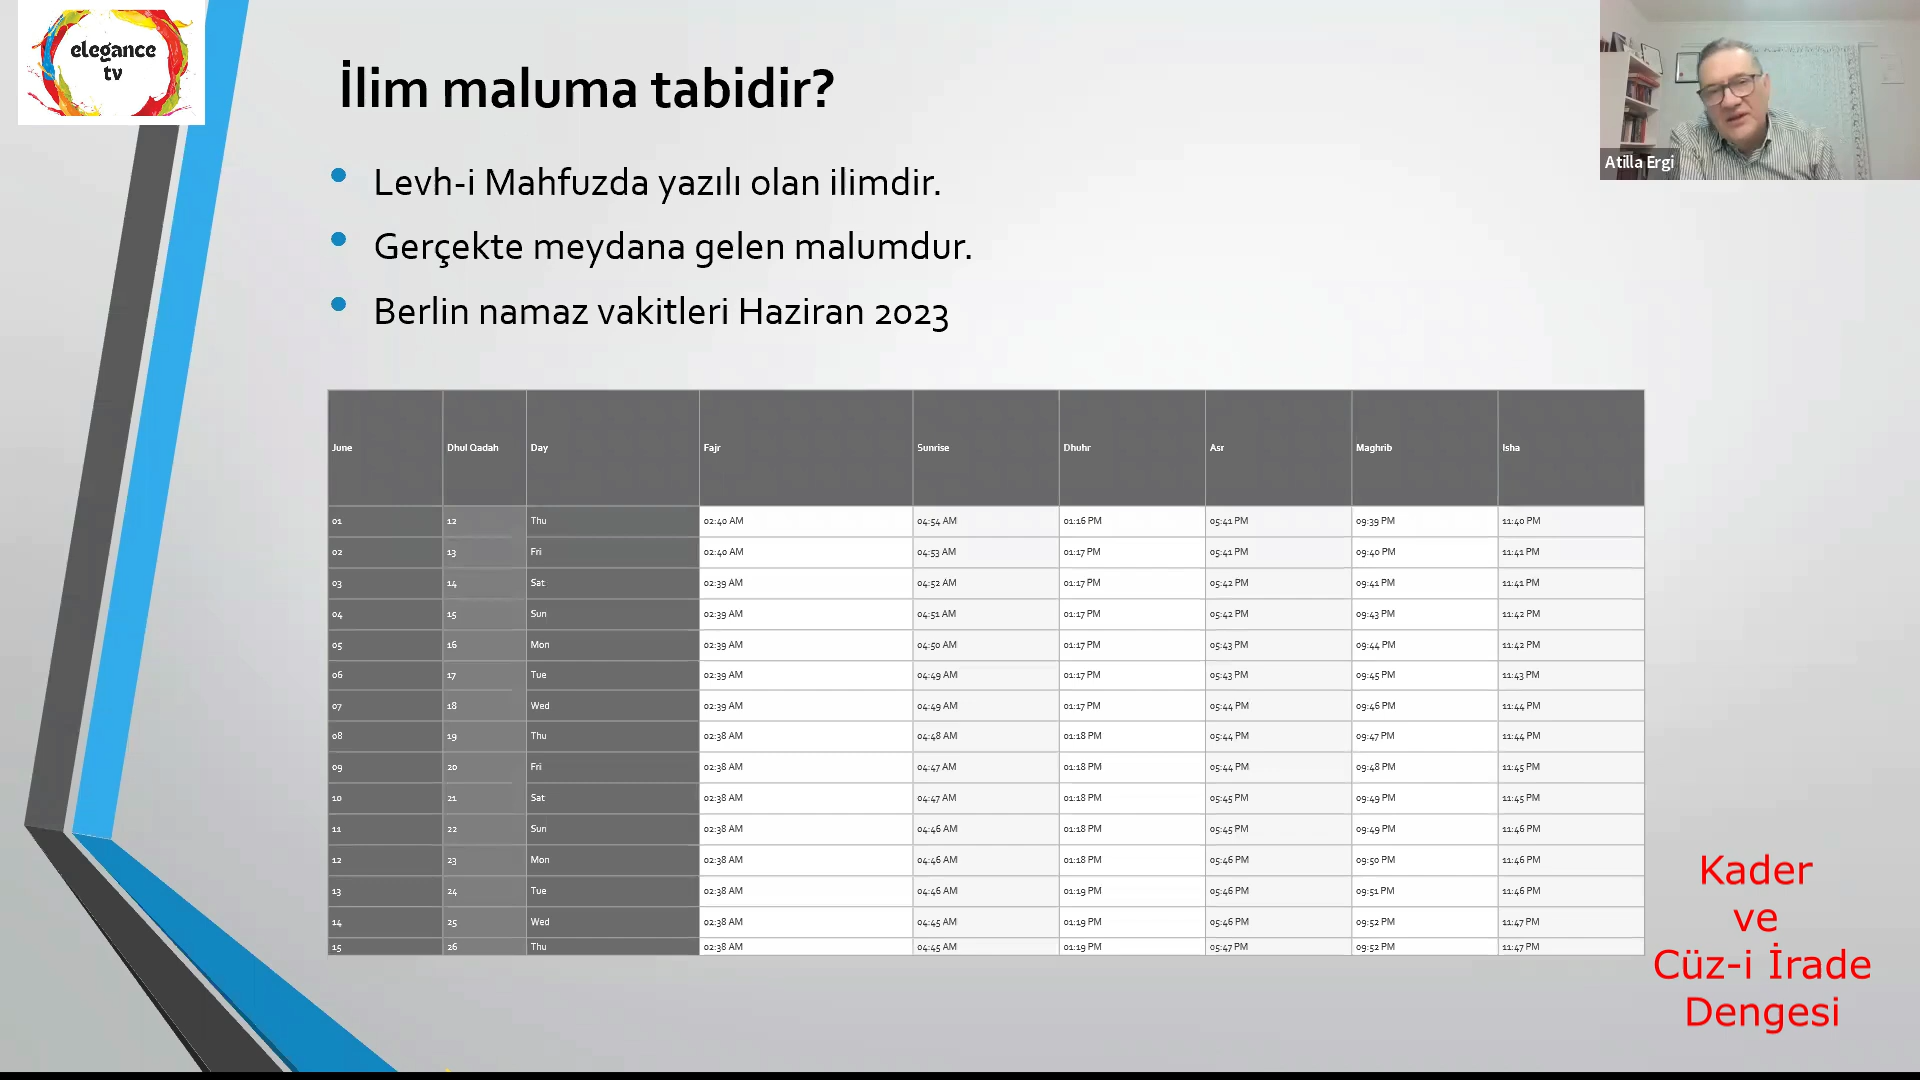 elegance
tv
İlim maluma tabidir?
Atilla Ergi
Levh-i Mahfuzda yazılı olan ilimdir.
Gerçekte meydana gelen malumdur.
Berlin namaz vakitleri Haziran 2023
June Dhul Qadah Day Fajr Sunrise Dhuhr Asr Maghrib Isha
01 12 Thu 02:40 AM 04:54 AM 01:16 PM 05:41 PM 09:39 PM 11:40 PM
02 13 Fri 02:40 AM 04:53 AM 01:17 PM 05:41 PM 09:40 PM 11:41 PM
03 14 Sat 02:39 AM 04:52 AM 01:17 PM 05:42 PM 09:41 PM 11:41 PM
04 15 Sun 02:39 AM 04:51 AM 01:17 PM 05:42 PM 09:43 PM 11:42 PM
05 16 Mon 02:39 AM 04:50 AM 01:17 PM 05:43 PM 09:44 PM 11:42 PM
06 17 Tue 02:39 AM 04:49 AM 01:17 PM 05:43 PM 09:45 PM 11:43 PM
07 18 Wed 02:39 AM 04:49 AM 01:17 PM 05:44 PM 09:46 PM 11:44 PM
08 19 Thu 02:38 AM 04:48 AM 01:18 PM 05:44 PM 09:47 PM 11:44 PM
09 20 Fri 02:38 AM 04:47 AM 01:18 PM 05:44 PM 09:48 PM 11:45 PM
10 21 Sat 02:38 AM 04:47 AM 01:18 PM 05:45 PM 09:49 PM 11:45 PM
11 22 Sun 02:38 AM 04:46 AM 01:18 PM 05:45 PM 09:49 PM 11:46 PM
12 23 Mon 02:38 AM 04:46 AM 01:18 PM 05:46 PM 09:50 PM 11:46 PM
13 24 Tue 02:38 AM 04:46 AM 01:19 PM 05:46 PM 09:51 PM 11:46 PM
14 25 Wed 02:38 AM 04:45 AM 01:19 PM 05:46 PM 09:52 PM 11:47 PM
15 26 Thu 02:38 AM 04:45 AM 01:19 PM 05:47 PM 09:52 PM 11:47 PM
Kader
ve
Cüz-i İrade
Dengesi